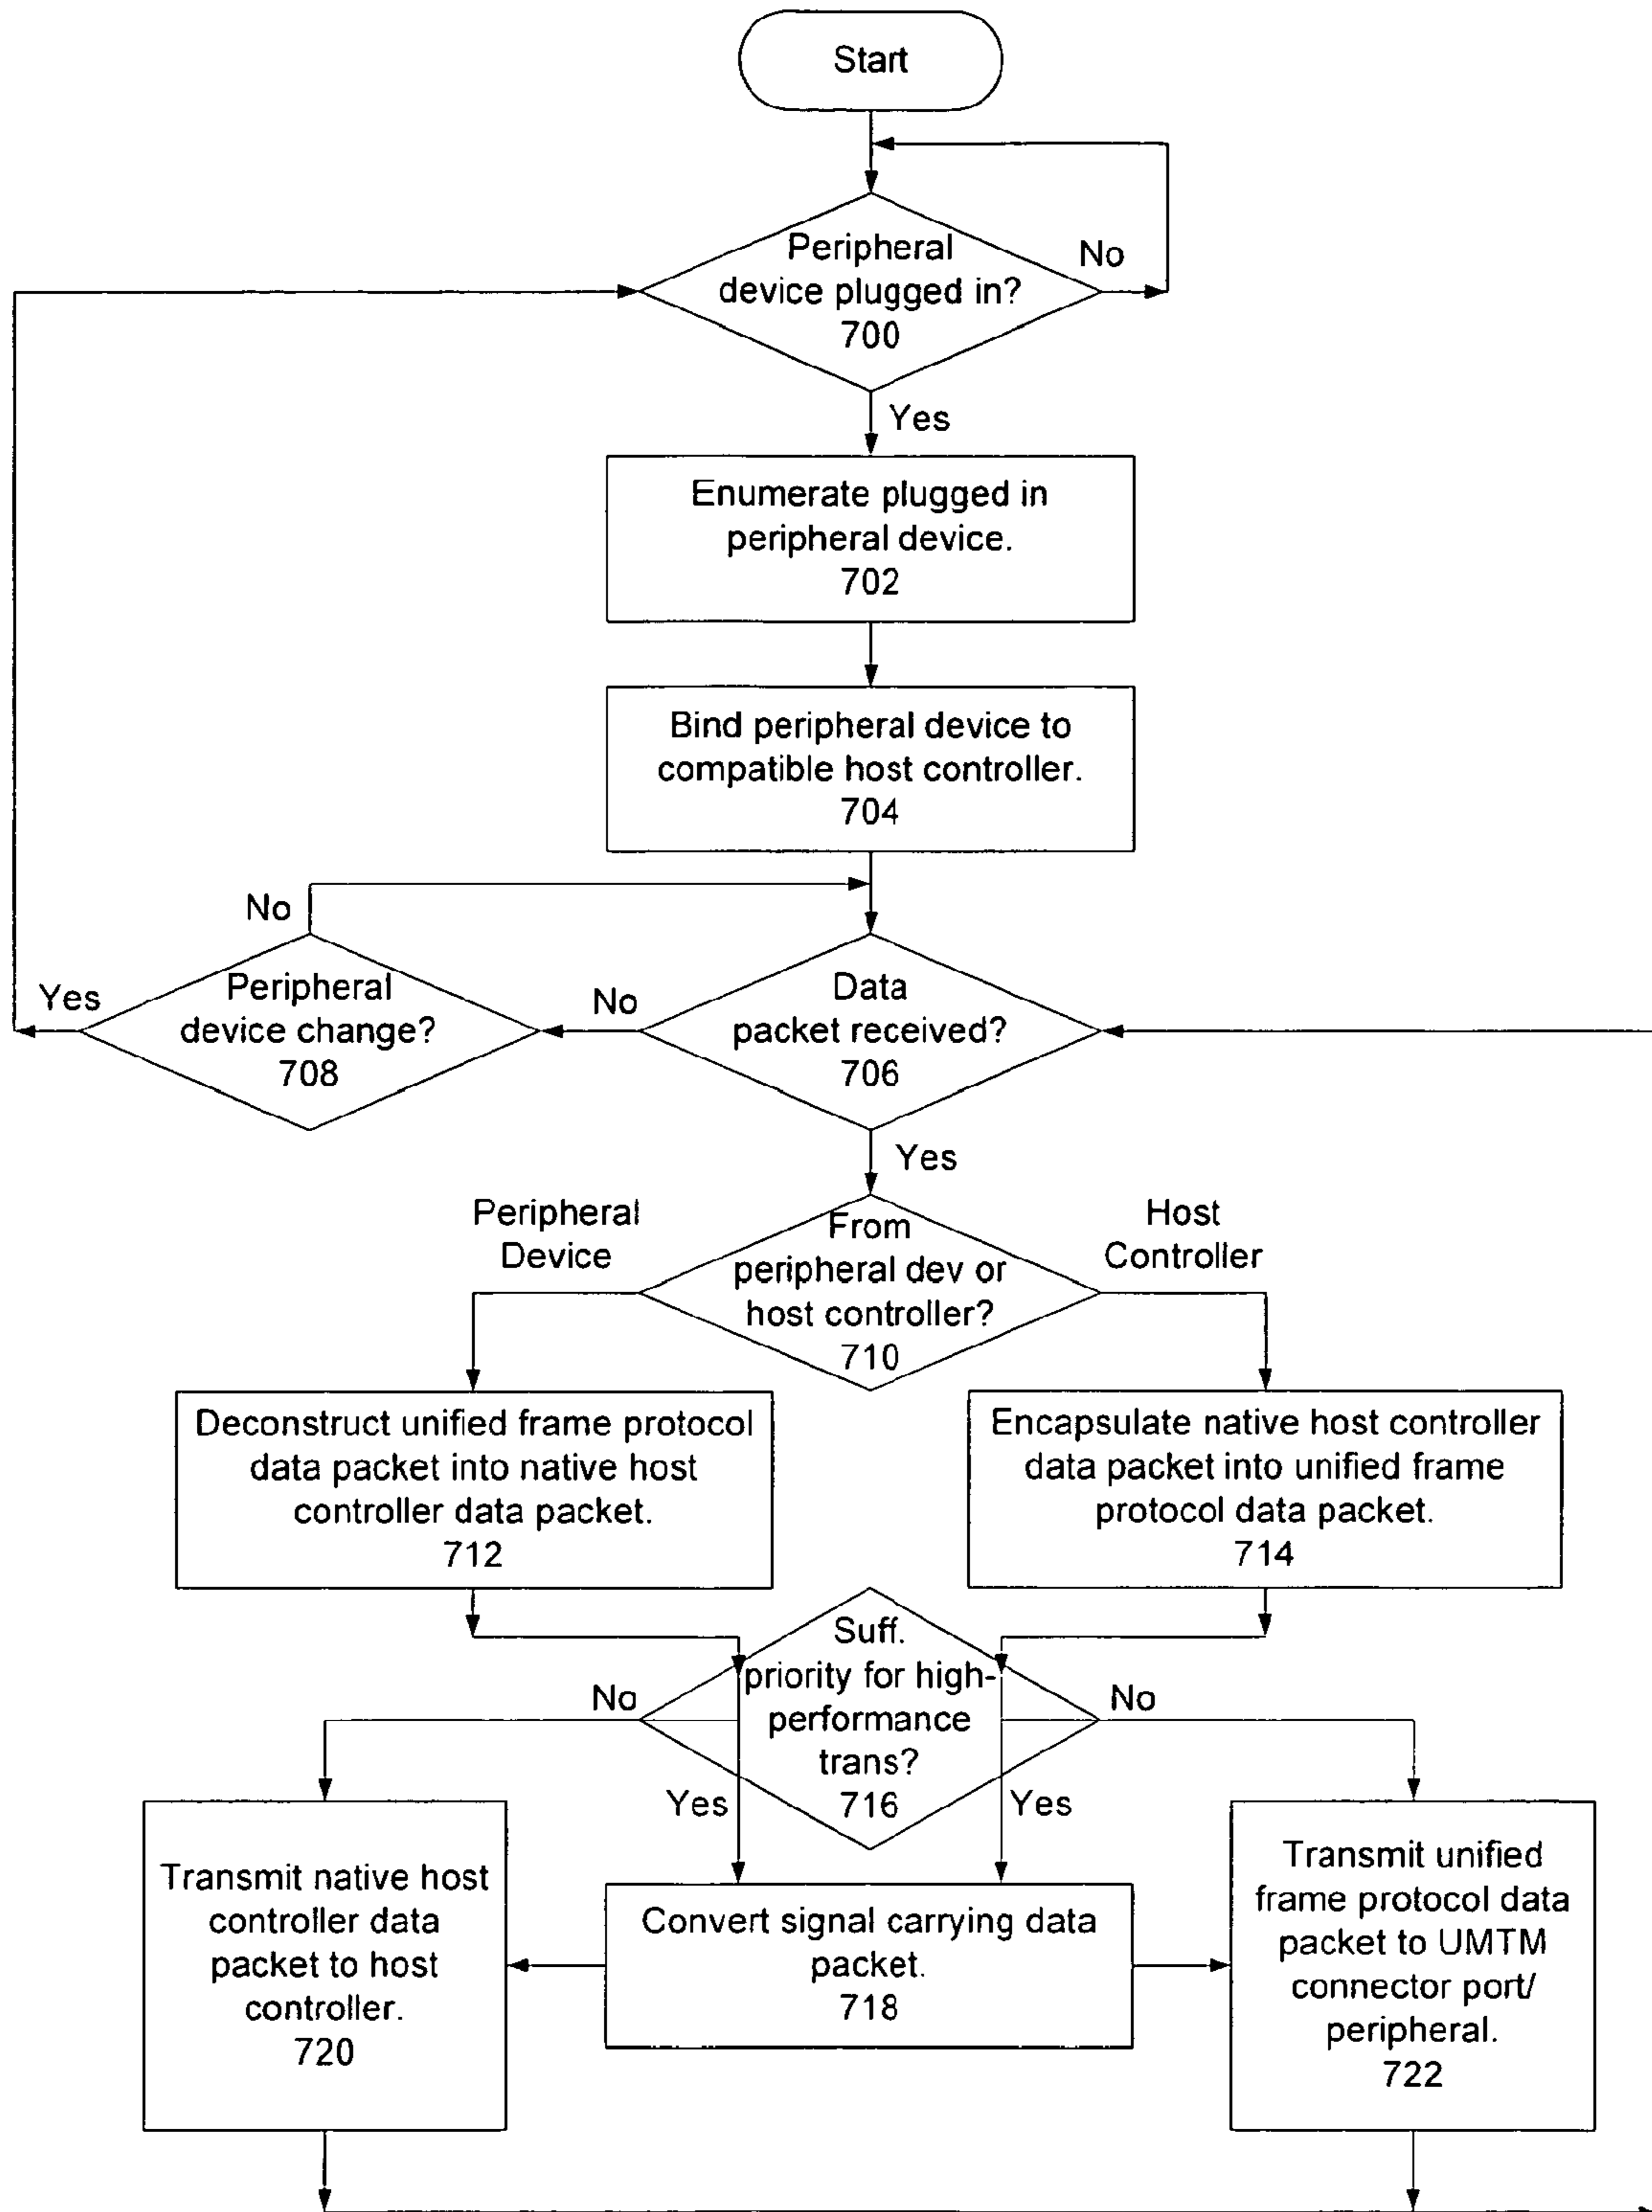 Start
Peripheral
device plugged in?
700
No
Yes
Enumerate plugged in
peripheral device.
702
Bind peripheral device to
compatible host controller.
704
No
Yes
Peripheral
device change?
708
No
Data
packet received?
706
Yes
Peripheral
Device
From
peripheral dev or
host controller?
710
Host
Controller
Deconstruct unified frame protocol
data packet into native host
controller data packet.
712
Encapsulate native host controller
data packet into unified frame
protocol data packet.
714
No
Suff.
priority for high-
performance
trans?
716
No
Yes
Yes
Transmit native host
controller data
packet to host
controller.
720
Convert signal carrying data
packet.
718
Transmit unified
frame protocol data
packet to UMTM
connector port/
peripheral.
722